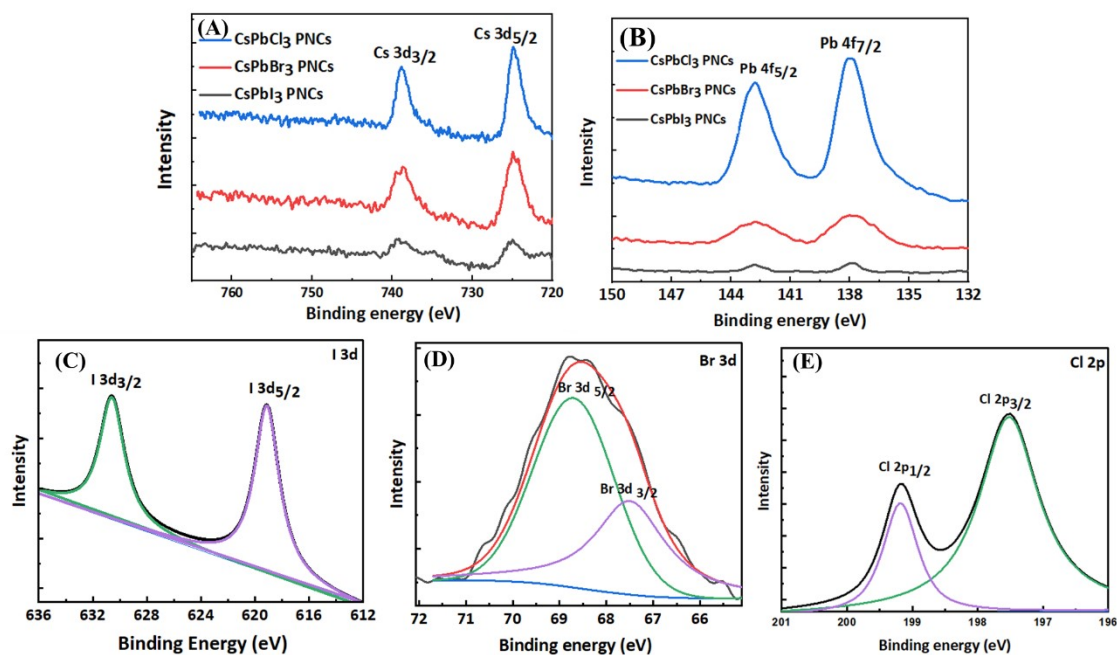 (A)
CsPbCl3 PNCs
CsPbBr3 PNCs
CsPbI3 PNCs
Cs 3d3/2
Cs 3d5/2
Intensity
760 750 740 730 720
Binding energy (eV)
(B)
CsPbCl3 PNCs
CsPbBr3 PNCs
CsPbI3 PNCs
Pb 4f5/2
Pb 4f7/2
Intensity
150 147 144 141 138 135 132
Binding energy (eV)
(C)
I 3d
I 3d3/2
I 3d5/2
Intensity
636 632 628 624 620 616 612
Binding Energy (eV)
(D)
Br 3d
Br 3d 5/2
Br 3d 3/2
Intensity
72 71 70 69 68 67 66
Binding energy (eV)
(E)
Cl 2p
Cl 2p3/2
Cl 2p1/2
Intensity
201 200 199 198 197 196
Binding energy (eV)